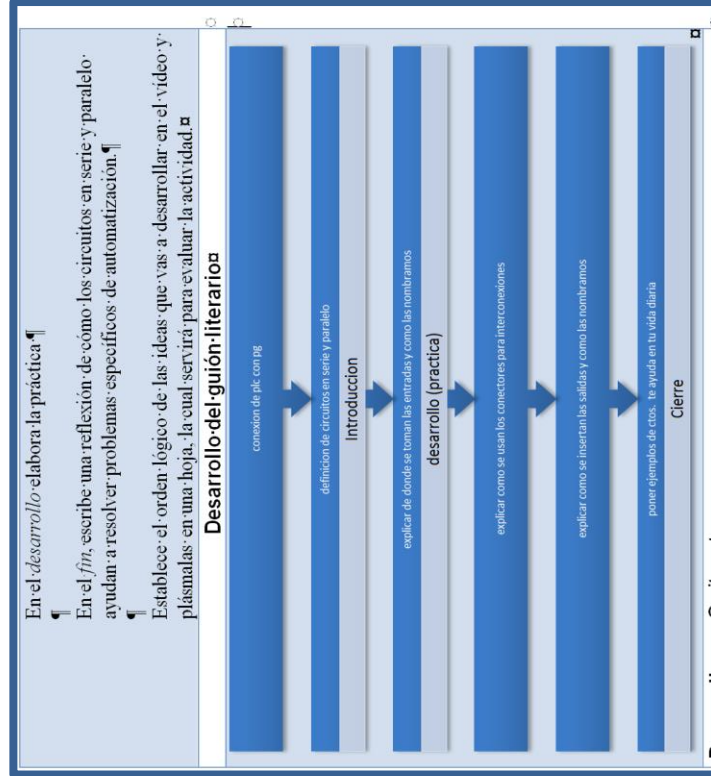 En el desarrollo elabora la práctica ¶
¶
En el fin, escribe una reflexión de cómo los circuitos en serie y paralelo
ayudan a resolver problemas específicos de automatización. ¶
¶
Establece el orden lógico de las ideas que vas a desarrollar en el vídeo y
plásmalas en una hoja, la cual servirá para evaluar la actividad.¤
Desarrollo del guión literario¤
conexion de plc con pg
definicion de circuitos en serie y paralelo
Introduccion
explicar de donde se toman las entradas y como las nombramos
desarrollo (practica)
explicar como se usan los conectores para interconexiones
explicar como se insertan las salidas y como las nombramos
poner ejemplos de ctos. te ayuda en tu vida diaria
Cierre
¤